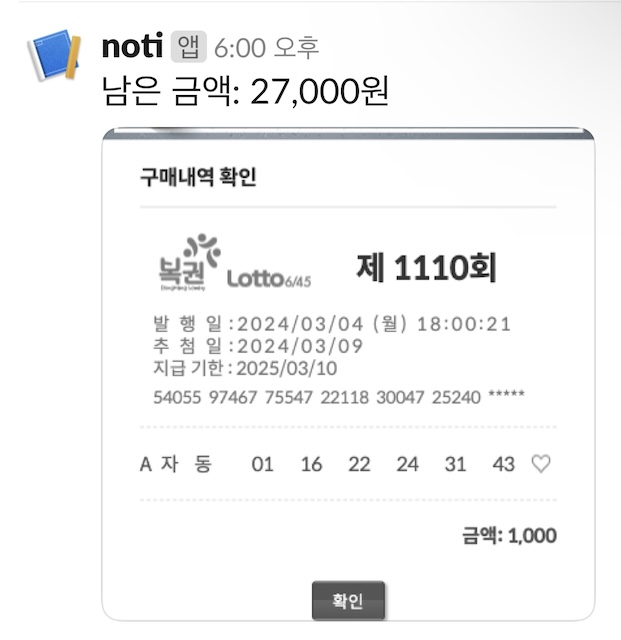 noti 앱 6:00 오후
남은 금액: 27,000원
구매내역 확인
복권 Lotto6/45 제 1110회
발 행 일 : 2024/03/04 (월) 18:00:21
추 첨 일 : 2024/03/09
지급 기한 : 2025/03/10
54055 97467 75547 22118 30047 25240 *****
A 자 동 01 16 22 24 31 43 ♡
금액: 1,000
확인